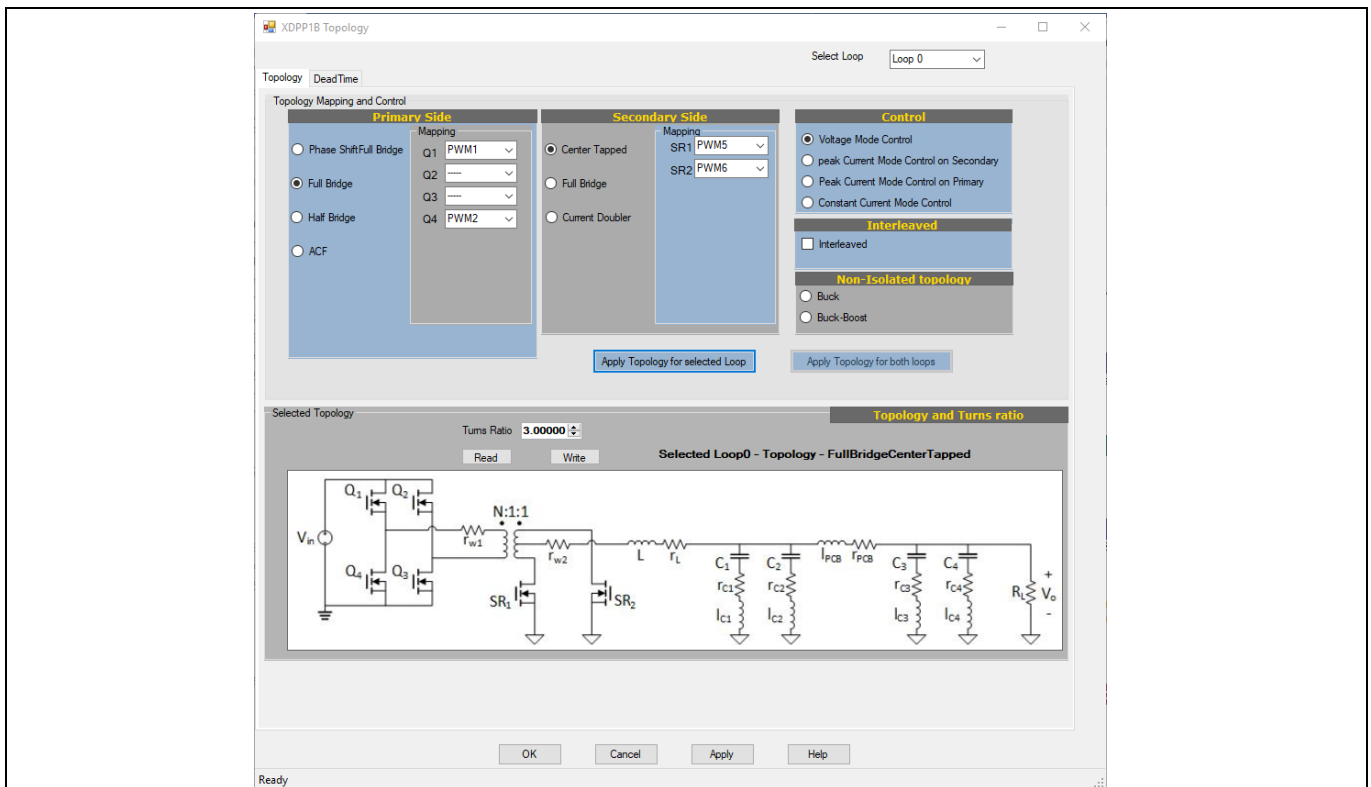 XDPP1B Topology
Select Loop Loop 0
Topology DeadTime
Topology Mapping and Control
Primary Side
Mapping
Phase ShiftFull Bridge
Q1 PWM1
Full Bridge
Q2 -----
Q3 -----
Half Bridge
Q4 PWM2
ACF
Secondary Side
Mapping
Center Tapped
SR1 PWM5
SR2 PWM6
Full Bridge
Current Doubler
Control
Voltage Mode Control
peak Current Mode Control on Secondary
Peak Current Mode Control on Primary
Constant Current Mode Control
Interleaved
Interleaved
Non-Isolated topology
Buck
Buck-Boost
Apply Topology for selected Loop
Apply Topology for both loops
Selected Topology
Topology and Turns ratio
Turns Ratio 3.00000
Read Write
Selected Loop0 - Topology - FullBridgeCenterTapped
Q1 Q2
N:1:1
Vin
rw1
rw2
L rL
C1 C2
lPCB rPCB
C3 C4
Q4 Q3
rC1 rC2
rC3 rC4
RL + Vo -
SR1 SR2
lC1 lC2
lC3 lC4
OK Cancel Apply Help
Ready